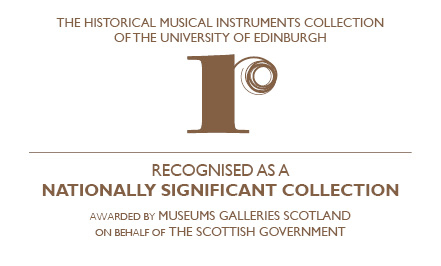 THE HISTORICAL MUSICAL INSTRUMENTS COLLECTION
OF THE UNIVERSITY OF EDINBURGH
r
RECOGNISED AS A
NATIONALLY SIGNIFICANT COLLECTION
AWARDED BY MUSEUMS GALLERIES SCOTLAND
ON BEHALF OF THE SCOTTISH GOVERNMENT